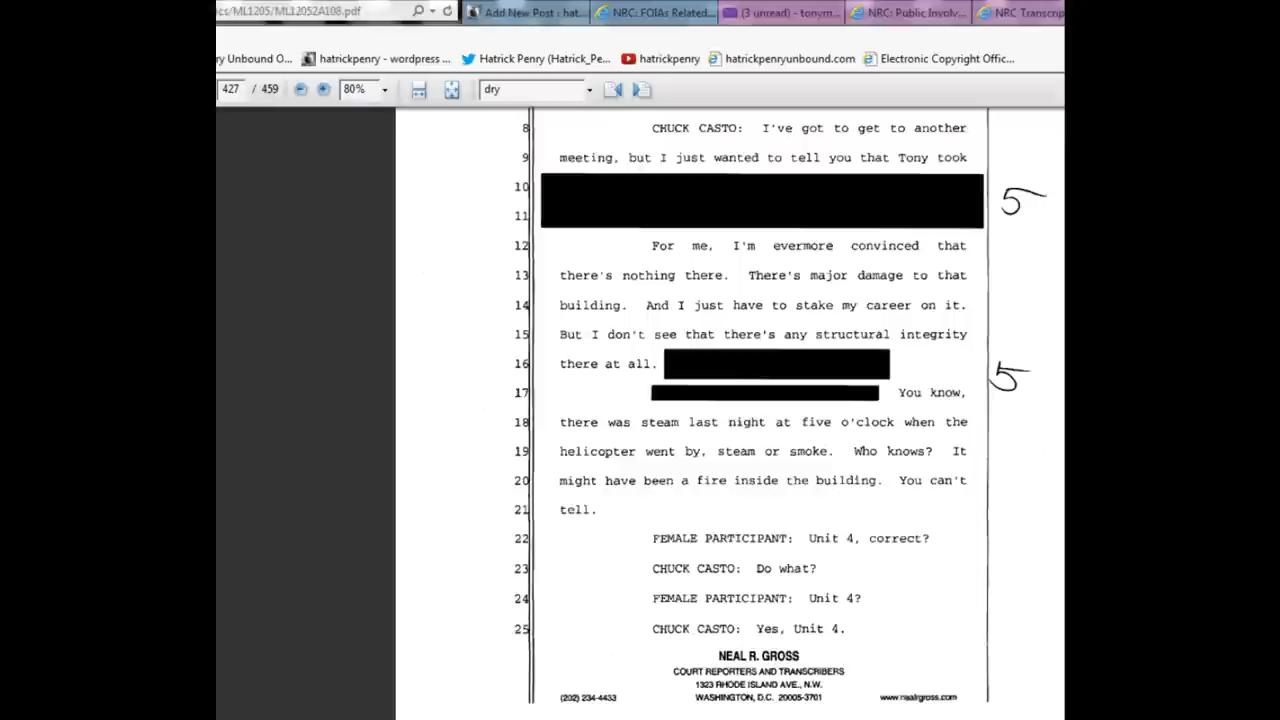 cs/ML1205/ML12052A108.pdf
Add New Post ‹ hat...
NRC: FOIAs Related...
(3 unread) - tonym...
NRC: Public Involv...
NRC Transcrip
ry Unbound O...
hatrickpenry - wordpress ...
Hatrick Penry (Hatrick_Pe...
hatrickpenry
hatrickpenryunbound.com
Electronic Copyright Offic...
427 / 459
80%
dry
8 CHUCK CASTO: I've got to get to another
9 meeting, but I just wanted to tell you that Tony took
10
5
11
12 For me, I'm evermore convinced that
13 there's nothing there. There's major damage to that
14 building. And I just have to stake my career on it.
15 But I don't see that there's any structural integrity
16 there at all.
5
17 You know,
18 there was steam last night at five o'clock when the
19 helicopter went by, steam or smoke. Who knows? It
20 might have been a fire inside the building. You can't
21 tell.
22 FEMALE PARTICIPANT: Unit 4, correct?
23 CHUCK CASTO: Do what?
24 FEMALE PARTICIPANT: Unit 4?
25 CHUCK CASTO: Yes, Unit 4.
NEAL R. GROSS
COURT REPORTERS AND TRANSCRIBERS
1323 RHODE ISLAND AVE., N.W.
(202) 234-4433 WASHINGTON, D.C. 20005-3701 www.nealrgross.com